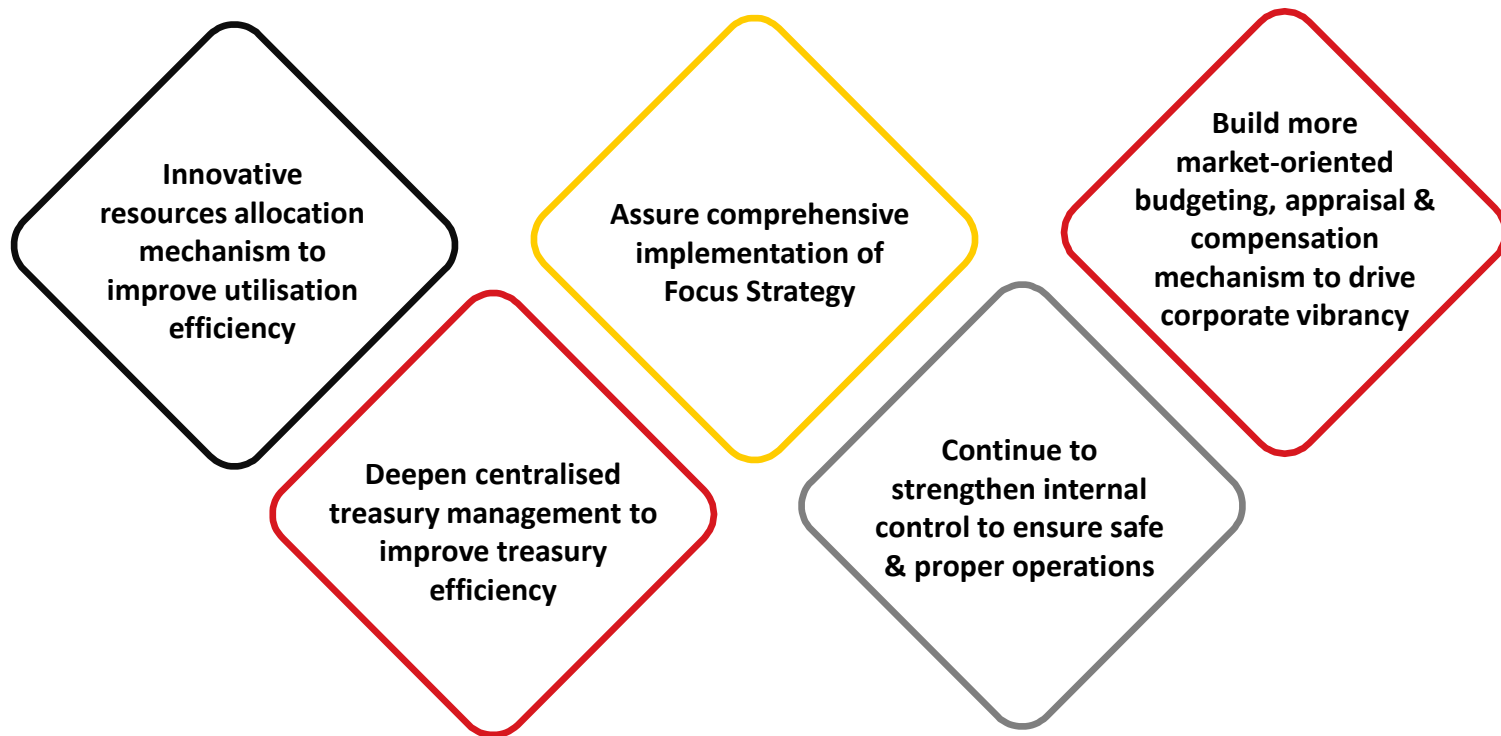 Innovative
resources allocation
mechanism to
improve utilisation
efficiency
Deepen centralised
treasury management to
improve treasury
efficiency
Assure comprehensive
implementation of
Focus Strategy
Continue to
strengthen internal
control to ensure safe
& proper operations
Build more
market-oriented
budgeting, appraisal &
compensation
mechanism to drive
corporate vibrancy